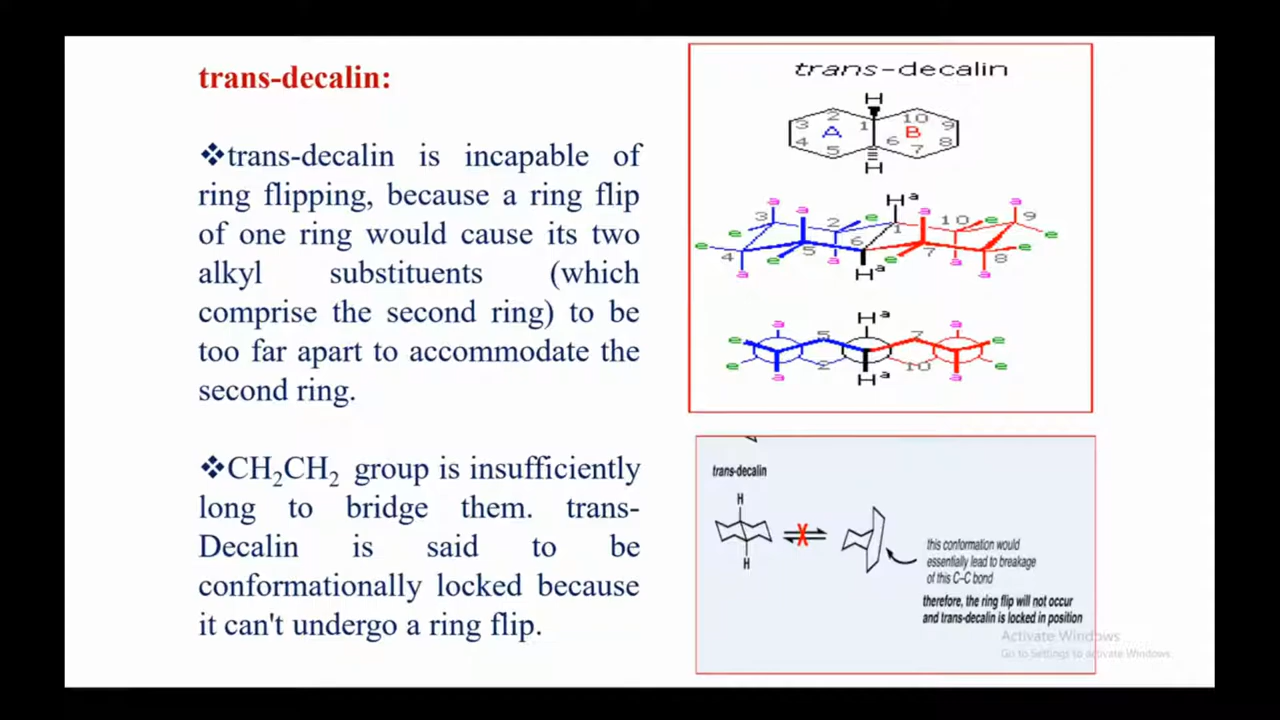 trans-decalin:
❖trans-decalin is incapable of
ring flipping, because a ring flip
of one ring would cause its two
alkyl substituents (which
comprise the second ring) to be
too far apart to accommodate the
second ring.
❖CH₂CH₂ group is insufficiently
long to bridge them. trans-
Decalin is said to be
conformationally locked because
it can't undergo a ring flip.
trans-decalin
H
2 10
3 1 9
A B
4 6 8
5 7
H
a a H a a a
3 2 e 1 10 e 9
e e
e 6 e
4 5 e 7 8
a a H a a a
a H a a
e 5 7 e
e 2 10 e
a H a a
trans-decalin
H
H
this conformation would
essentially lead to breakage
of this C–C bond
therefore, the ring flip will not occur
and trans-decalin is locked in position
Activate Windows
Go to Settings to activate Windows.